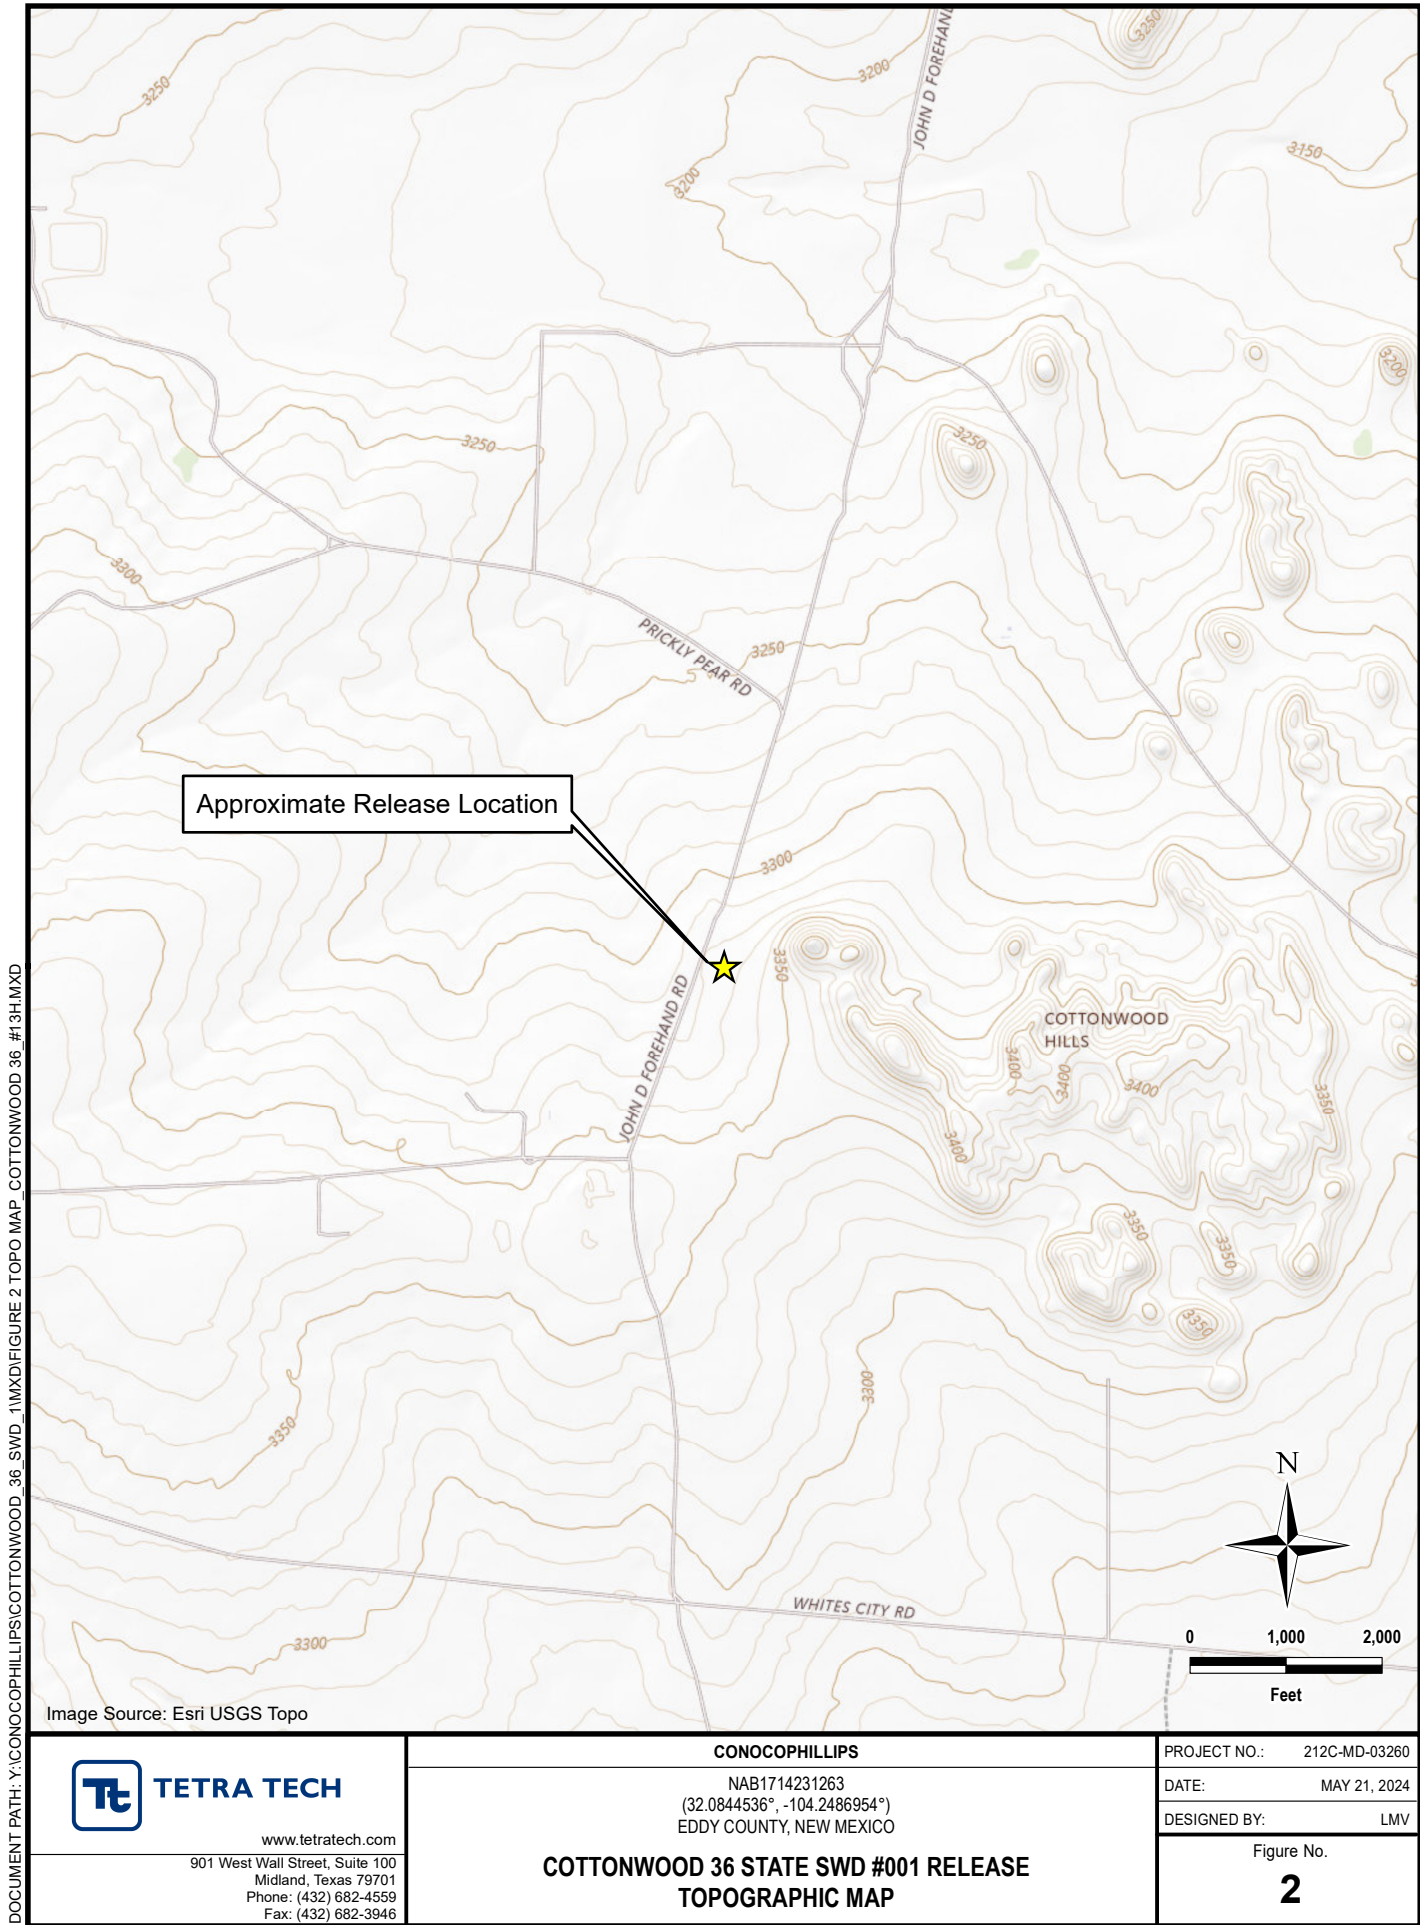 3250
3200
JOHN D FOREHAND
3250
3150
3200
3200
3250
3250
3300
PRICKLY PEAR RD
3250
Approximate Release Location
3300
3350
JOHN D FOREHAND RD
COTTONWOOD
HILLS
3400
3400
3400
3350
3400
3350
3350
3350
3300
3350
N
WHITES CITY RD
3300
0 1,000 2,000
Feet
Image Source: Esri USGS Topo
DOCUMENT PATH: Y:\CONOCOPHILLIPS\COTTONWOOD_36_SWD_1\MXD\FIGURE 2 TOPO MAP_COTTONWOOD 36_#13H.MXD
Tt TETRA TECH
www.tetratech.com
901 West Wall Street, Suite 100
Midland, Texas 79701
Phone: (432) 682-4559
Fax: (432) 682-3946
CONOCOPHILLIPS
NAB1714231263
(32.0844536°, -104.2486954°)
EDDY COUNTY, NEW MEXICO
COTTONWOOD 36 STATE SWD #001 RELEASE
TOPOGRAPHIC MAP
PROJECT NO.: 212C-MD-03260
DATE: MAY 21, 2024
DESIGNED BY: LMV
Figure No.
2